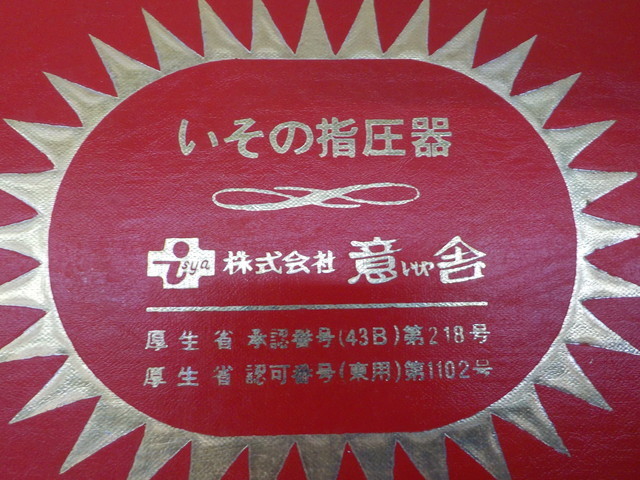 いその指圧器
isya 株式会社 意いや舎
厚生省 承認番号(43B)第218号
厚生省 認可番号(東用)第1102号